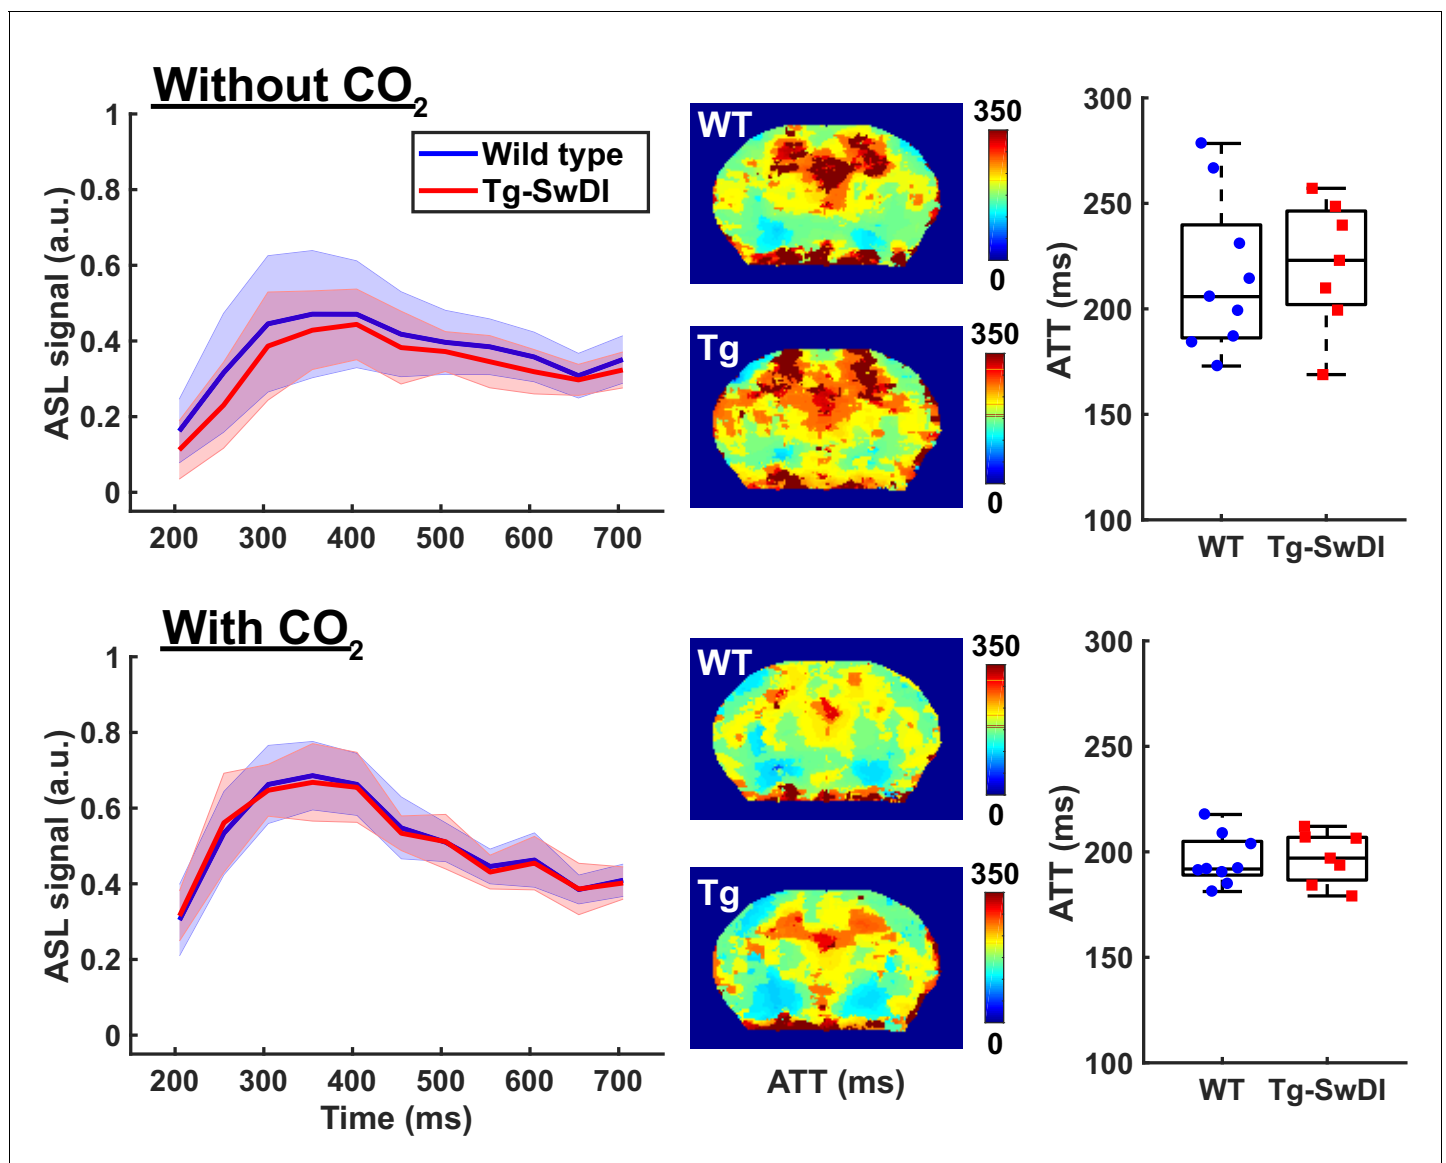 Without CO2
1
0.8
0.6
0.4
0.2
0
ASL signal (a.u.)
Wild type
Tg-SwDI
200 300 400 500 600 700
WT
350
0
Tg
350
0
300
250
200
150
100
ATT (ms)
WT Tg-SwDI
With CO2
1
0.8
0.6
0.4
0.2
0
ASL signal (a.u.)
200 300 400 500 600 700
Time (ms)
WT
350
0
Tg
350
0
ATT (ms)
300
250
200
150
100
ATT (ms)
WT Tg-SwDI